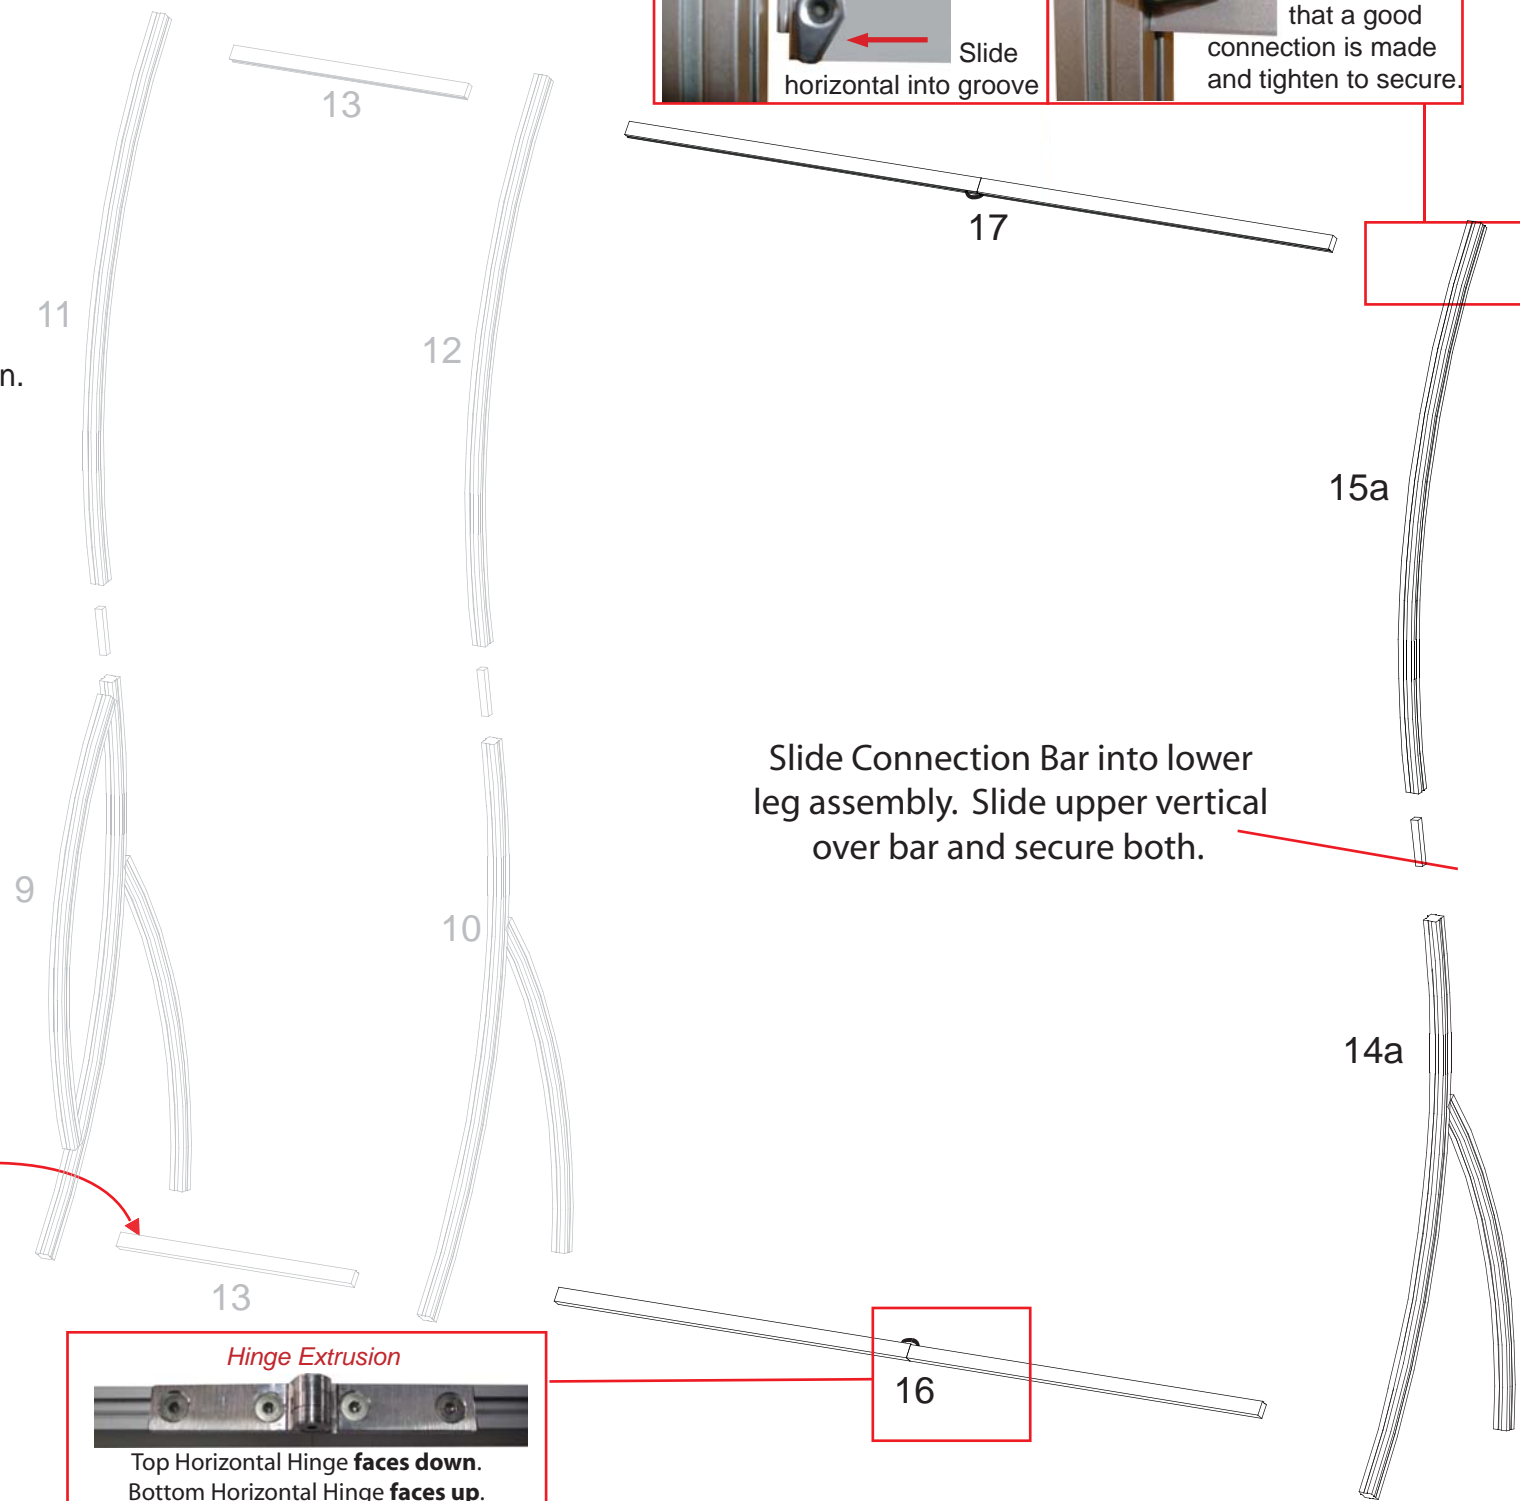 that a good
connection is made
and tighten to secure.
Slide
horizontal into groove
13
17
11
12
n.
15a
Slide Connection Bar into lower
leg assembly. Slide upper vertical
over bar and secure both.
9
10
14a
13
Hinge Extrusion
16
Top Horizontal Hinge faces down.
Bottom Horizontal Hinge faces up.